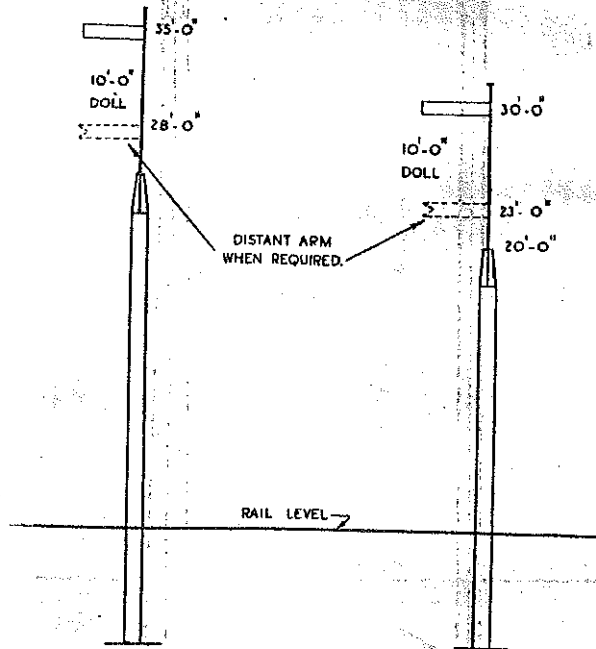 35'-0"
10'-0"
DOLL
28'-0"
30'-0"
10'-0"
DOLL
23'-0"
20'-0"
DISTANT ARM
WHEN REQUIRED.
RAIL LEVEL